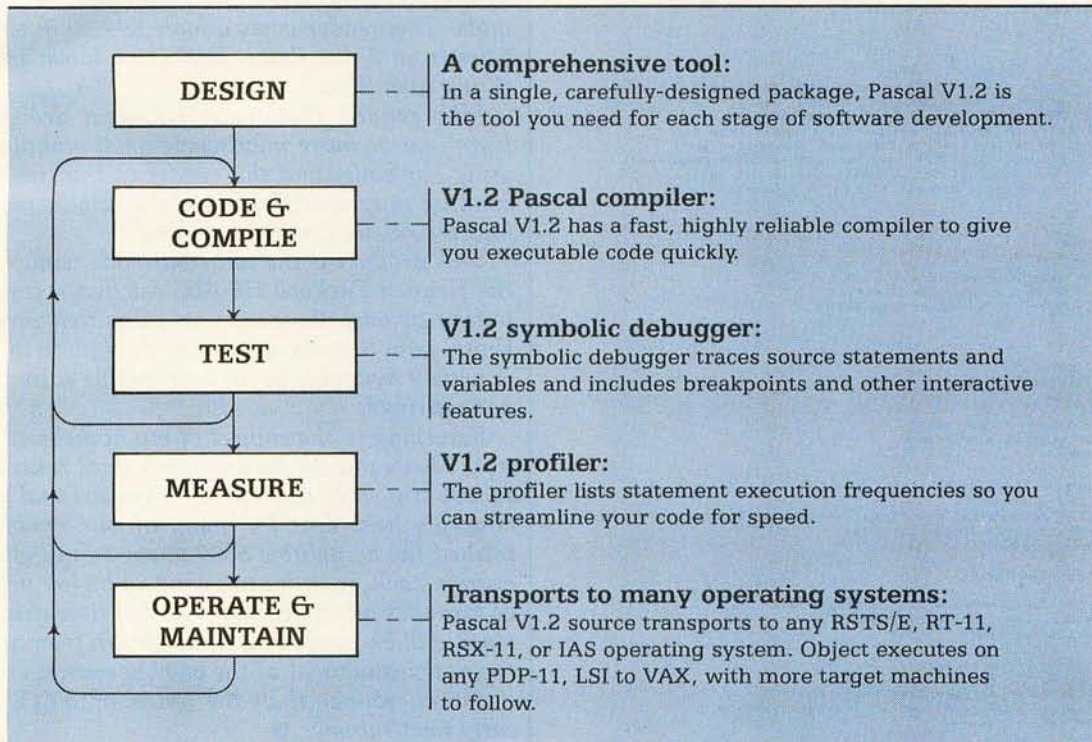 DESIGN
A comprehensive tool:
In a single, carefully-designed package, Pascal V1.2 is
the tool you need for each stage of software development.
CODE &
COMPILE
V1.2 Pascal compiler:
Pascal V1.2 has a fast, highly reliable compiler to give
you executable code quickly.
TEST
V1.2 symbolic debugger:
The symbolic debugger traces source statements and
variables and includes breakpoints and other interactive
features.
MEASURE
V1.2 profiler:
The profiler lists statement execution frequencies so you
can streamline your code for speed.
OPERATE &
MAINTAIN
Transports to many operating systems:
Pascal V1.2 source transports to any RSTS/E, RT-11,
RSX-11, or IAS operating system. Object executes on
any PDP-11, LSI to VAX, with more target machines
to follow.